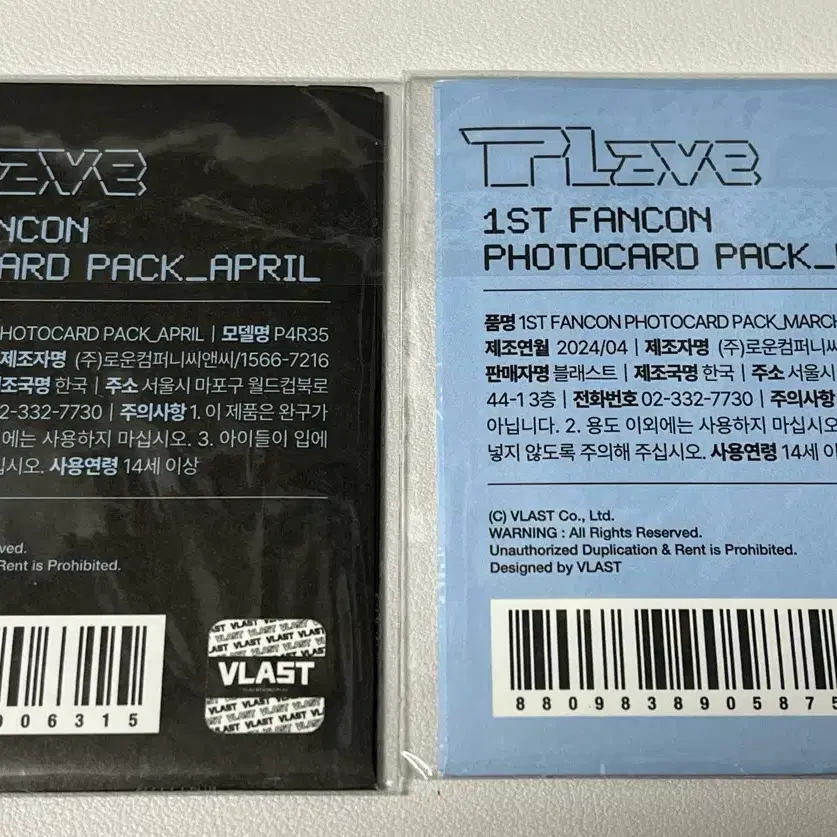 NCON
ARD PACK_APRIL
HOTOCARD PACK_APRIL | 모델명 P4R35
제조자명 (주)로운컴퍼니씨앤씨/1566-7216
조국명 한국 | 주소 서울시 마포구 월드컵북로
02-332-7730 | 주의사항 1. 이 제품은 완구가
에는 사용하지 마십시오. 3. 아이들이 입에
십시오. 사용연령 14세 이상
ved.
Rent is Prohibited.
006315
VLAST
PLAVE
1ST FANCON
PHOTOCARD PACK_
품명 1ST FANCON PHOTOCARD PACK_MARCH
제조연월 2024/04 | 제조자명 (주)로운컴퍼니씨
판매자명 블래스트 | 제조국명 한국 | 주소 서울시
44-1 3층 | 전화번호 02-332-7730 | 주의사항
아닙니다. 2. 용도 이외에는 사용하지 마십시오.
넣지 않도록 주의해 주십시오. 사용연령 14세 이
(C) VLAST Co., Ltd.
WARNING : All Rights Reserved.
Unauthorized Duplication & Rent is Prohibited.
Designed by VLAST
8809838905875